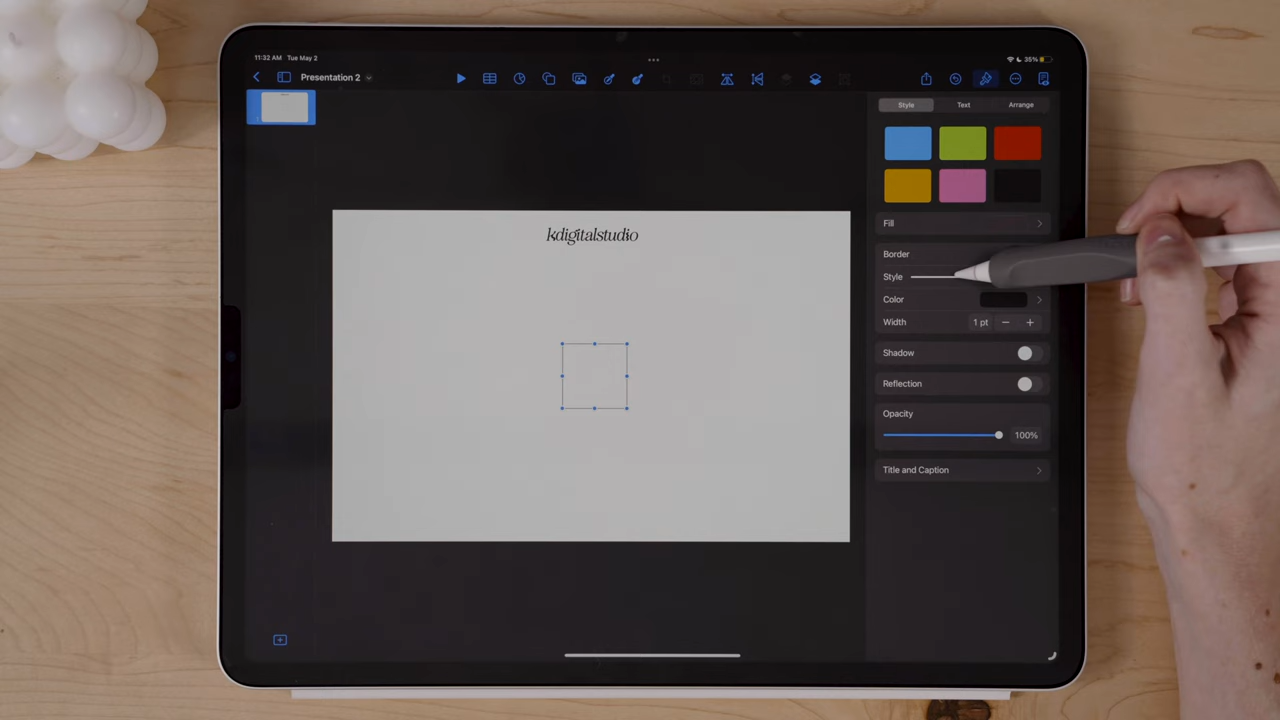 11:32 AM Tue May 2
35%
Presentation 2
Style Text Arrange
kdigitalstudio
Fill
Border
Style
Color
Width 1 pt
Shadow
Reflection
Opacity
100%
Title and Caption